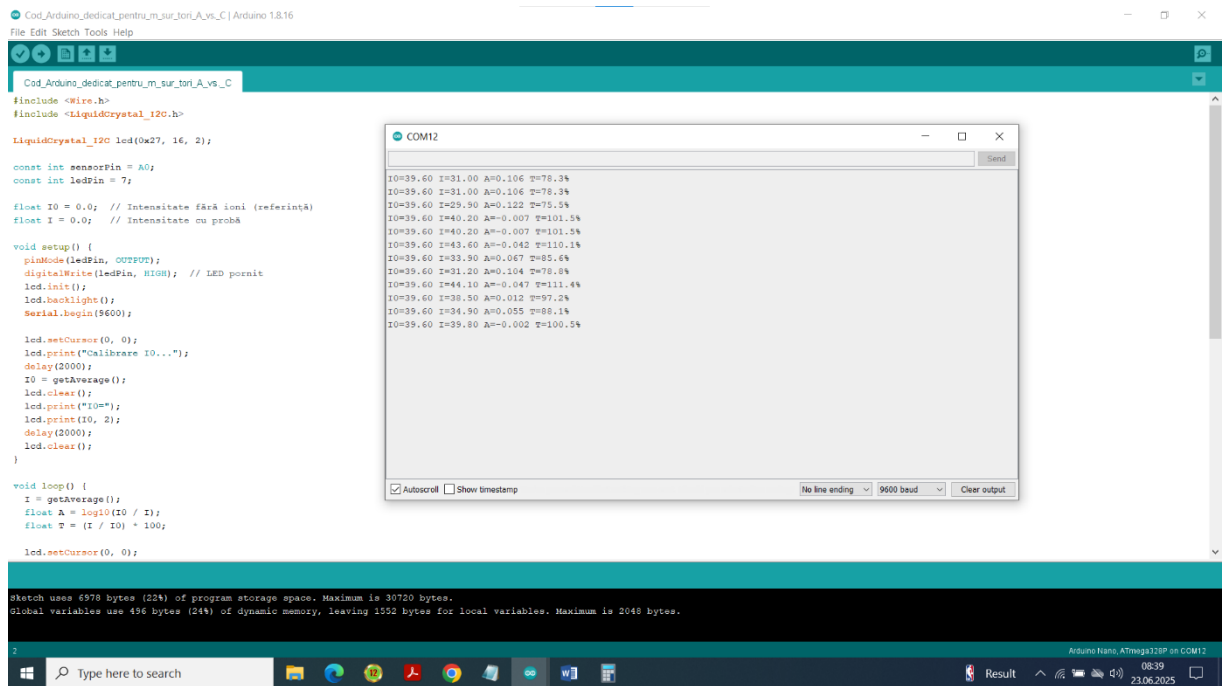 Cod_Arduino_dedicat_pentru_m_sur_tori_A_vs._C | Arduino 1.8.16
File Edit Sketch Tools Help
Cod_Arduino_dedicat_pentru_m_sur_tori_A_vs._C
#include <Wire.h>
#include <LiquidCrystal_I2C.h>
LiquidCrystal_I2C lcd(0x27, 16, 2);
const int sensorPin = A0;
const int ledPin = 7;
float I0 = 0.0;  // Intensitate fără ioni (referință)
float I = 0.0;   // Intensitate cu probă
void setup() {
  pinMode(ledPin, OUTPUT);
  digitalWrite(ledPin, HIGH);  // LED pornit
  lcd.init();
  lcd.backlight();
  Serial.begin(9600);
  lcd.setCursor(0, 0);
  lcd.print("Calibrare I0...");
  delay(2000);
  I0 = getAverage();
  lcd.clear();
  lcd.print("I0=");
  lcd.print(I0, 2);
  delay(2000);
  lcd.clear();
}
void loop() {
  I = getAverage();
  float A = log10(I0 / I);
  float T = (I / I0) * 100;
  lcd.setCursor(0, 0);
COM12
Send
I0=39.60 I=31.00 A=0.106 T=78.3%
I0=39.60 I=31.00 A=0.106 T=78.3%
I0=39.60 I=29.90 A=0.122 T=75.5%
I0=39.60 I=40.20 A=-0.007 T=101.5%
I0=39.60 I=40.20 A=-0.007 T=101.5%
I0=39.60 I=43.60 A=-0.042 T=110.1%
I0=39.60 I=33.90 A=0.067 T=85.6%
I0=39.60 I=31.20 A=0.104 T=78.8%
I0=39.60 I=44.10 A=-0.047 T=111.4%
I0=39.60 I=38.50 A=0.012 T=97.2%
I0=39.60 I=34.90 A=0.055 T=88.1%
I0=39.60 I=39.80 A=-0.002 T=100.5%
Autoscroll Show timestamp No line ending 9600 baud Clear output
Sketch uses 6978 bytes (22%) of program storage space. Maximum is 30720 bytes.
Global variables use 496 bytes (24%) of dynamic memory, leaving 1552 bytes for local variables. Maximum is 2048 bytes.
2 Arduino Nano, ATmega328P on COM12
Type here to search
12
Result
08:39
23.06.2025